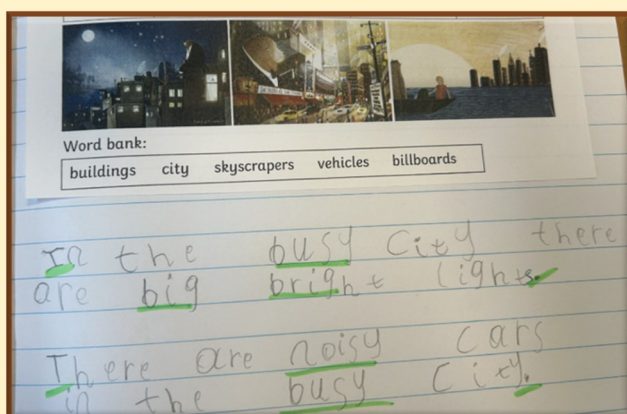 Word bank:
buildings city skyscrapers vehicles billboards
In the busy city there
are big bright lights.
There are noisy cars
in the busy city.